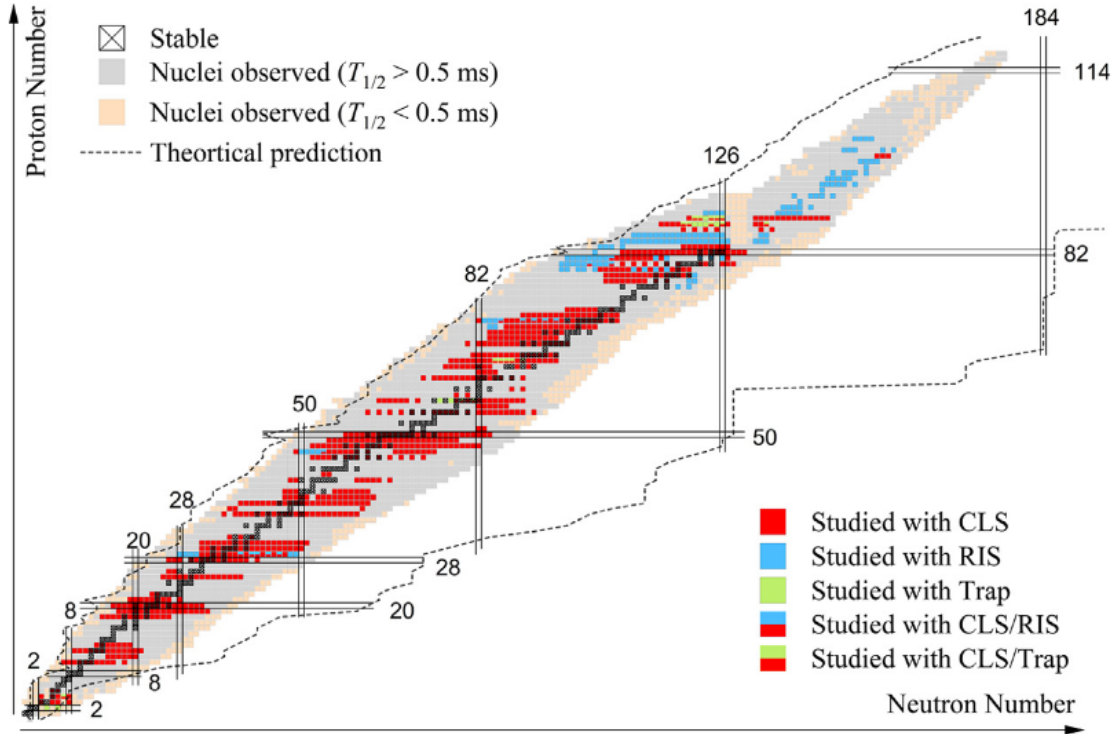 Proton Number
Stable
Nuclei observed (T1/2 > 0.5 ms)
Nuclei observed (T1/2 < 0.5 ms)
Theortical prediction
184
114
126
82
82
50
50
28
20
28
20
8
8
2
2
Studied with CLS
Studied with RIS
Studied with Trap
Studied with CLS/RIS
Studied with CLS/Trap
Neutron Number